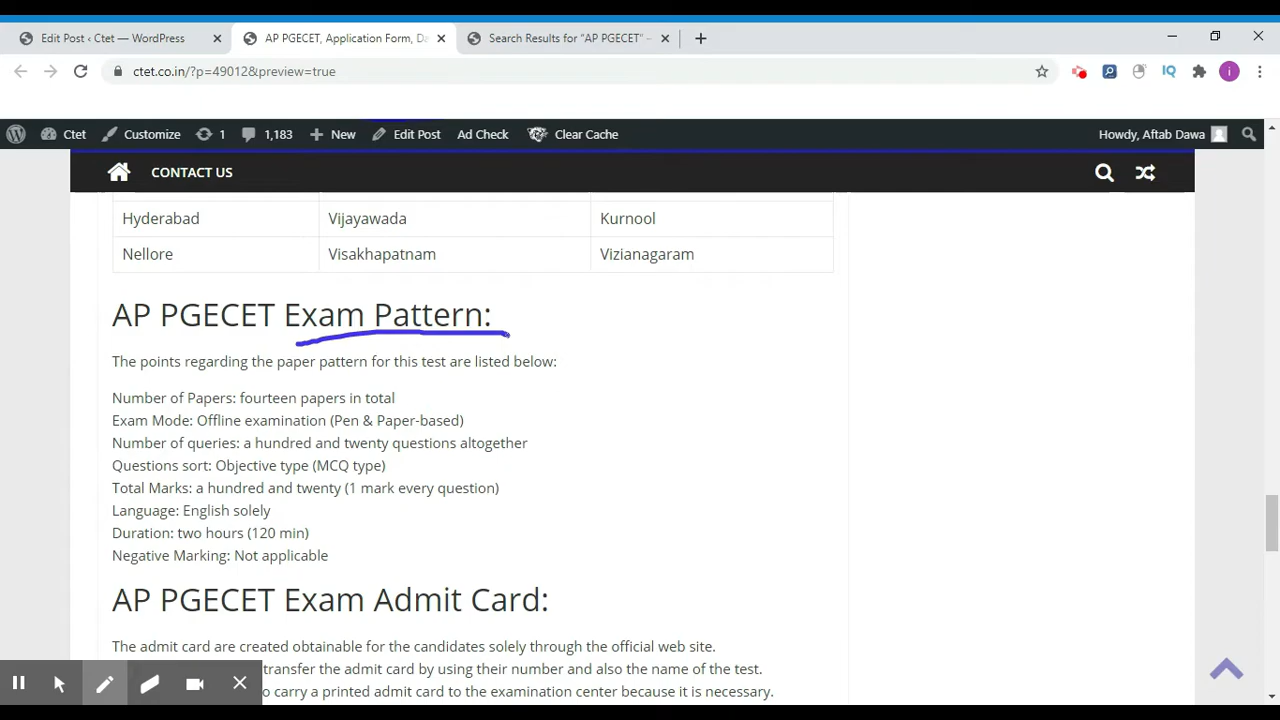 Edit Post ‹ Ctet — WordPress
AP PGECET, Application Form, Da
Search Results for “AP PGECET” –
ctet.co.in/?p=49012&preview=true
IQ
i
Ctet
Customize
1
1,183
New
Edit Post
Ad Check
Clear Cache
Howdy, Aftab Dawa
CONTACT US
Hyderabad Vijayawada Kurnool
Nellore Visakhapatnam Vizianagaram
AP PGECET Exam Pattern:
The points regarding the paper pattern for this test are listed below:
Number of Papers: fourteen papers in total
Exam Mode: Offline examination (Pen & Paper-based)
Number of queries: a hundred and twenty questions altogether
Questions sort: Objective type (MCQ type)
Total Marks: a hundred and twenty (1 mark every question)
Language: English solely
Duration: two hours (120 min)
Negative Marking: Not applicable
AP PGECET Exam Admit Card:
The admit card are created obtainable for the candidates solely through the official web site.
transfer the admit card by using their number and also the name of the test.
o carry a printed admit card to the examination center because it is necessary.